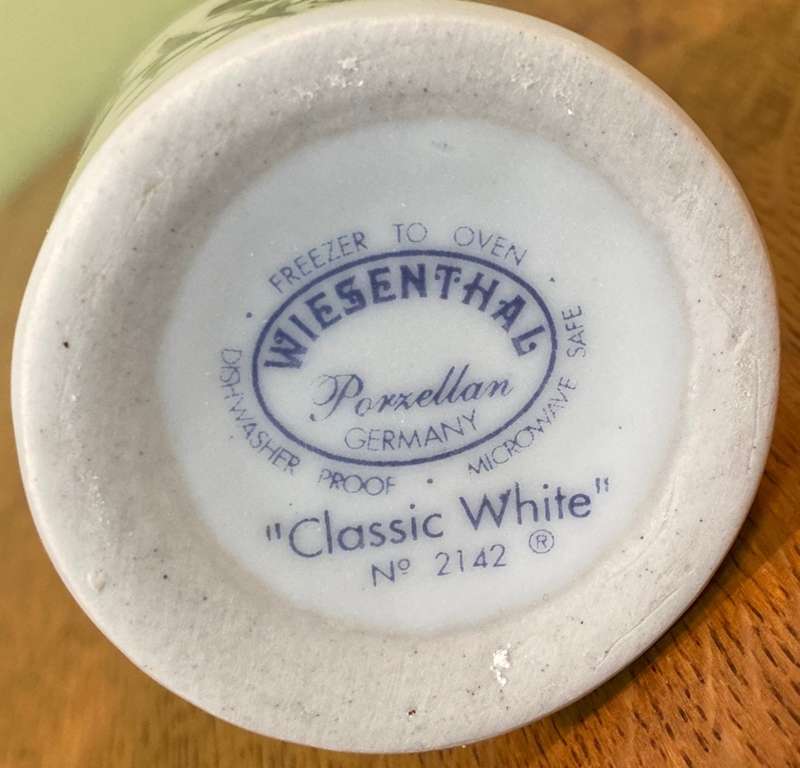 FREEZER TO OVEN ·
WIESENTHAL
Porzellan
GERMANY
DISHWASHER PROOF ·
MICROWAVE SAFE
"Classic White"
Nº 2142 ®